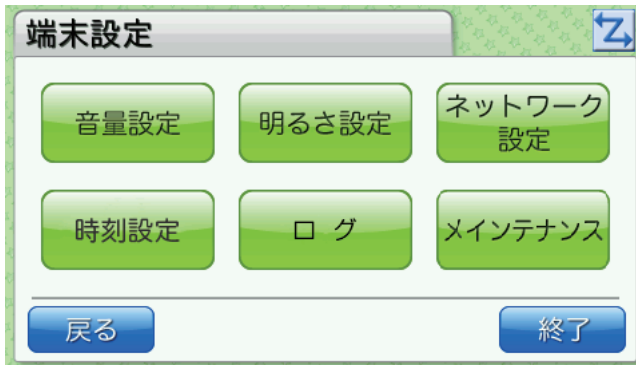 端末設定
Z
音量設定
明るさ設定
ネットワーク
設定
時刻設定
ログ
メインテナンス
戻る
終了